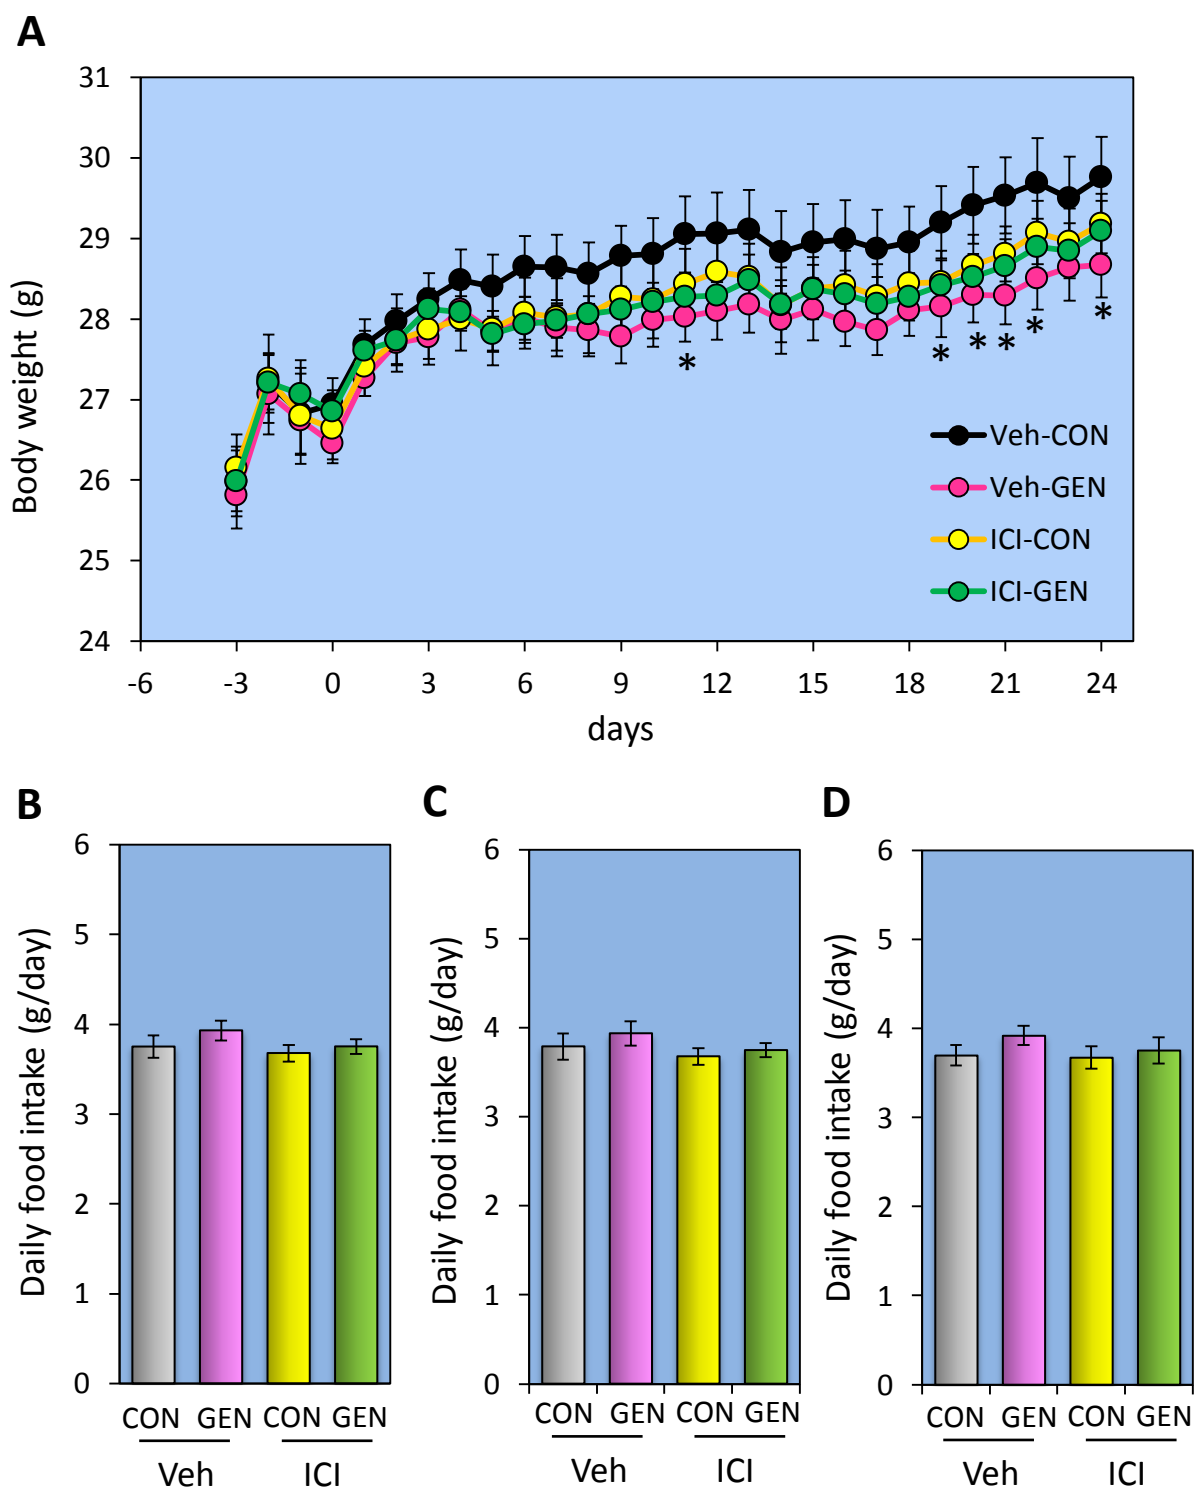 A
31
30
29
28
27
26
25
24
Body weight (g)
-6 -3 0 3 6 9 12 15 18 21 24
days
* * * * * *
Veh-CON
Veh-GEN
ICI-CON
ICI-GEN
B
6
5
4
3
2
1
0
Daily food intake (g/day)
CON GEN CON GEN
Veh ICI
C
6
5
4
3
2
1
0
Daily food intake (g/day)
CON GEN CON GEN
Veh ICI
D
6
5
4
3
2
1
0
Daily food intake (g/day)
CON GEN CON GEN
Veh ICI